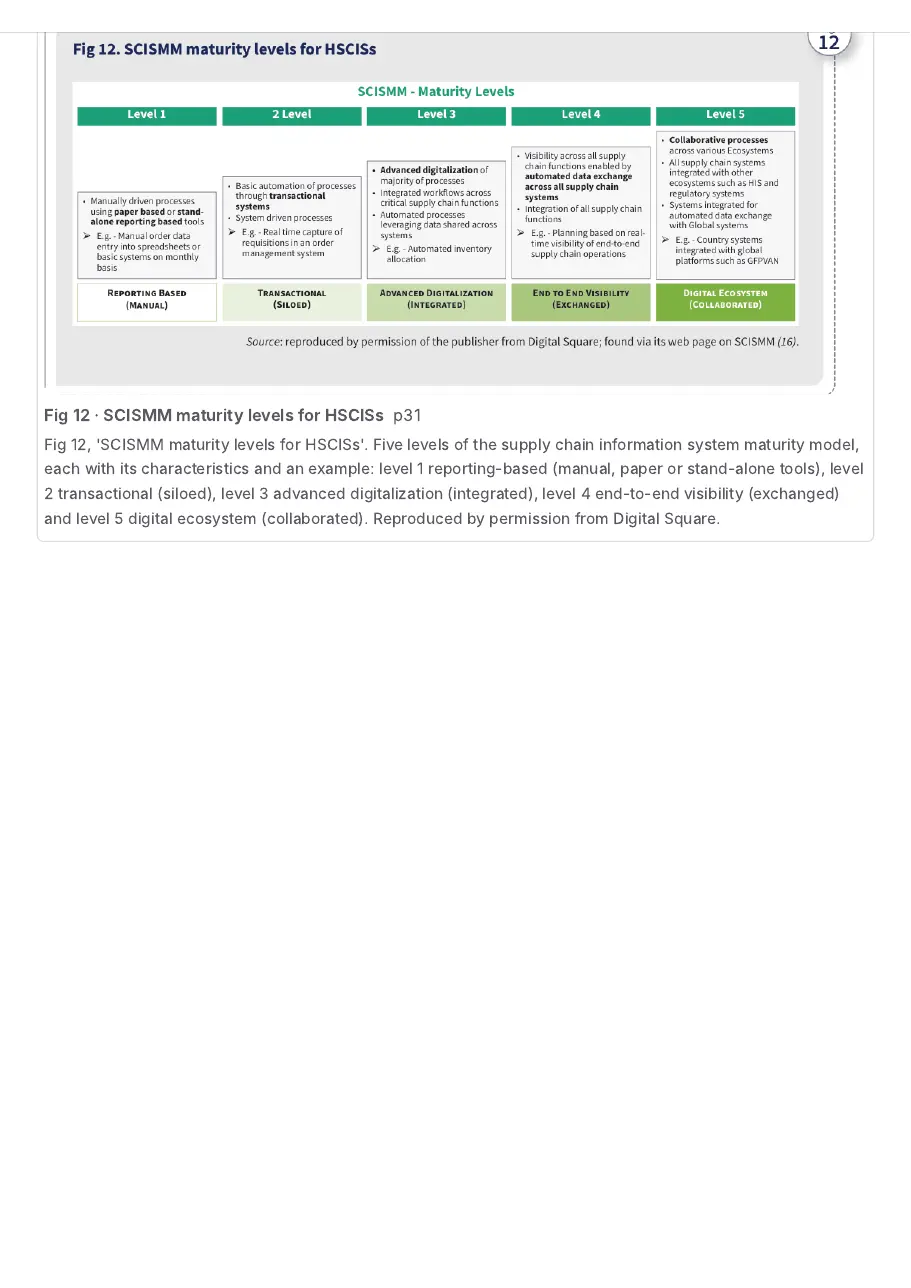 Fig 12. SCISMM maturity levels for HSCISs
12
SCISMM - Maturity Levels
Level 1
• Manually driven processes
using paper based or stand-
alone reporting based tools
➢ E.g. - Manual order data
entry into spreadsheets or
basic systems on monthly
basis
Reporting Based
(Manual)
2 Level
• Basic automation of processes
through transactional
systems
• System driven processes
➢ E.g. - Real time capture of
requisitions in an order
management system
Transactional
(Siloed)
Level 3
• Advanced digitalization of
majority of processes
• Integrated workflows across
critical supply chain functions
• Automated processes
leveraging data shared across
systems
➢ E.g. - Automated inventory
allocation
Advanced Digitalization
(Integrated)
Level 4
• Visibility across all supply
chain functions enabled by
automated data exchange
across all supply chain
systems
• Integration of all supply chain
functions
➢ E.g. - Planning based on real-
time visibility of end-to-end
supply chain operations
End to End Visibility
(Exchanged)
Level 5
• Collaborative processes
across various Ecosystems
• All supply chain systems
integrated with other
ecosystems such as HIS and
regulatory systems
• Systems integrated for
automated data exchange
with Global systems
➢ E.g. - Country systems
integrated with global
platforms such as GFPVAN
Digital Ecosystem
(Collaborated)
Source: reproduced by permission of the publisher from Digital Square; found via its web page on SCISMM (16).
Fig 12 · SCISMM maturity levels for HSCISs p31
Fig 12, 'SCISMM maturity levels for HSCISs'. Five levels of the supply chain information system maturity model,
each with its characteristics and an example: level 1 reporting-based (manual, paper or stand-alone tools), level
2 transactional (siloed), level 3 advanced digitalization (integrated), level 4 end-to-end visibility (exchanged)
and level 5 digital ecosystem (collaborated). Reproduced by permission from Digital Square.